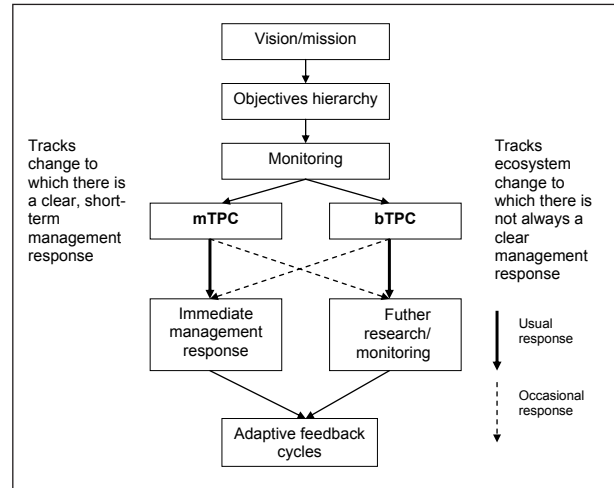 Vision/mission
Objectives hierarchy
Monitoring
Tracks
change to
which there is
a clear, short-
term
management
response
Tracks
ecosystem
change to
which there is
not always a
clear
management
response
mTPC
bTPC
Immediate
management
response
Futher
research/
monitoring
Usual
response
Occasional
response
Adaptive feedback
cycles